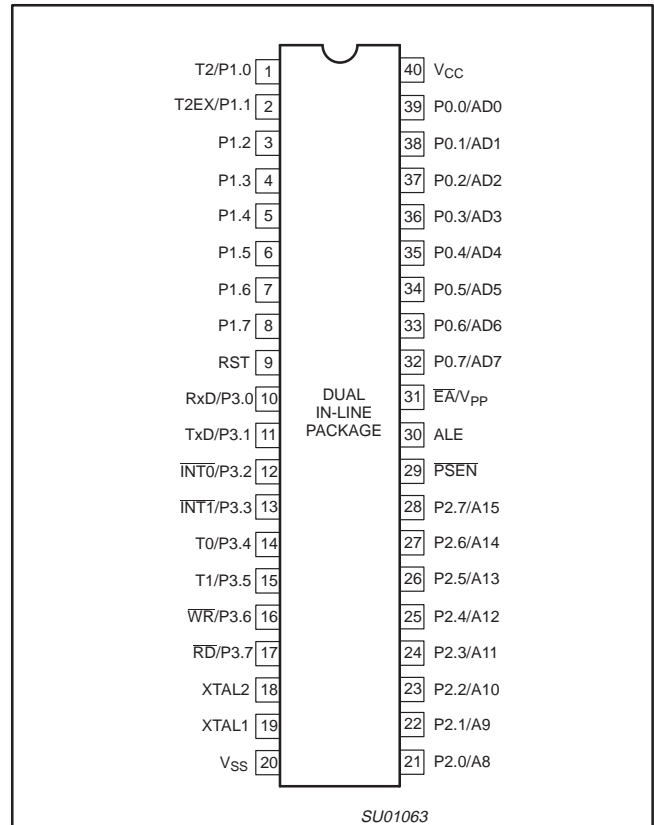 T2/P1.0 1
T2EX/P1.1 2
P1.2 3
P1.3 4
P1.4 5
P1.5 6
P1.6 7
P1.7 8
RST 9
RxD/P3.0 10
TxD/P3.1 11
I̅N̅T̅0̅/P3.2 12
I̅N̅T̅1̅/P3.3 13
T0/P3.4 14
T1/P3.5 15
W̅R̅/P3.6 16
R̅D̅/P3.7 17
XTAL2 18
XTAL1 19
VSS 20
DUAL
IN-LINE
PACKAGE
40 VCC
39 P0.0/AD0
38 P0.1/AD1
37 P0.2/AD2
36 P0.3/AD3
35 P0.4/AD4
34 P0.5/AD5
33 P0.6/AD6
32 P0.7/AD7
31 E̅A̅/VPP
30 ALE
29 P̅S̅E̅N̅
28 P2.7/A15
27 P2.6/A14
26 P2.5/A13
25 P2.4/A12
24 P2.3/A11
23 P2.2/A10
22 P2.1/A9
21 P2.0/A8
SU01063